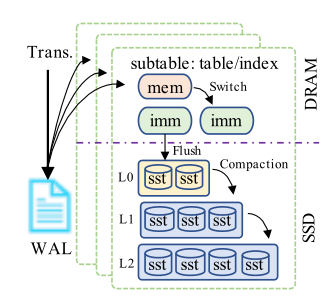 Trans.
subtable: table/index
mem
Switch
imm
imm
DRAM
Flush
L0
sst
sst
Compaction
L1
sst
sst
sst
SSD
WAL
L2
sst
sst
sst
sst